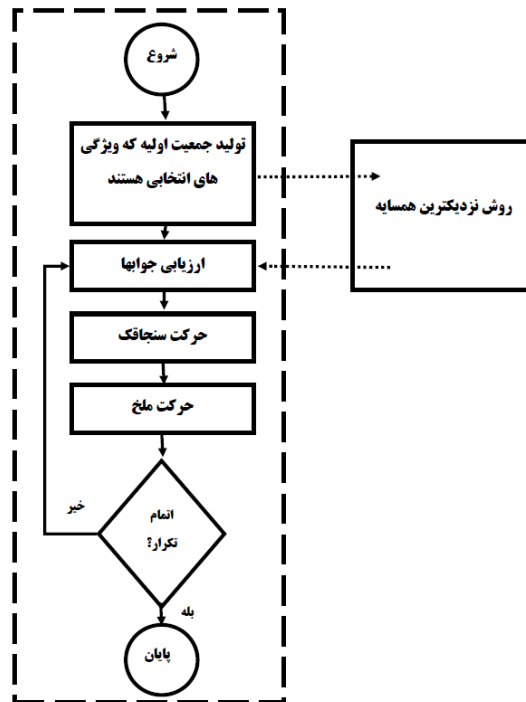 شروع
تولید جمعیت اولیه که ویژگی
های انتخابی هستند
روش نزدیکترین همسایه
ارزیابی جوابها
حرکت سنجاقک
حرکت ملخ
اتمام
تکرار؟
خیر
بله
پایان